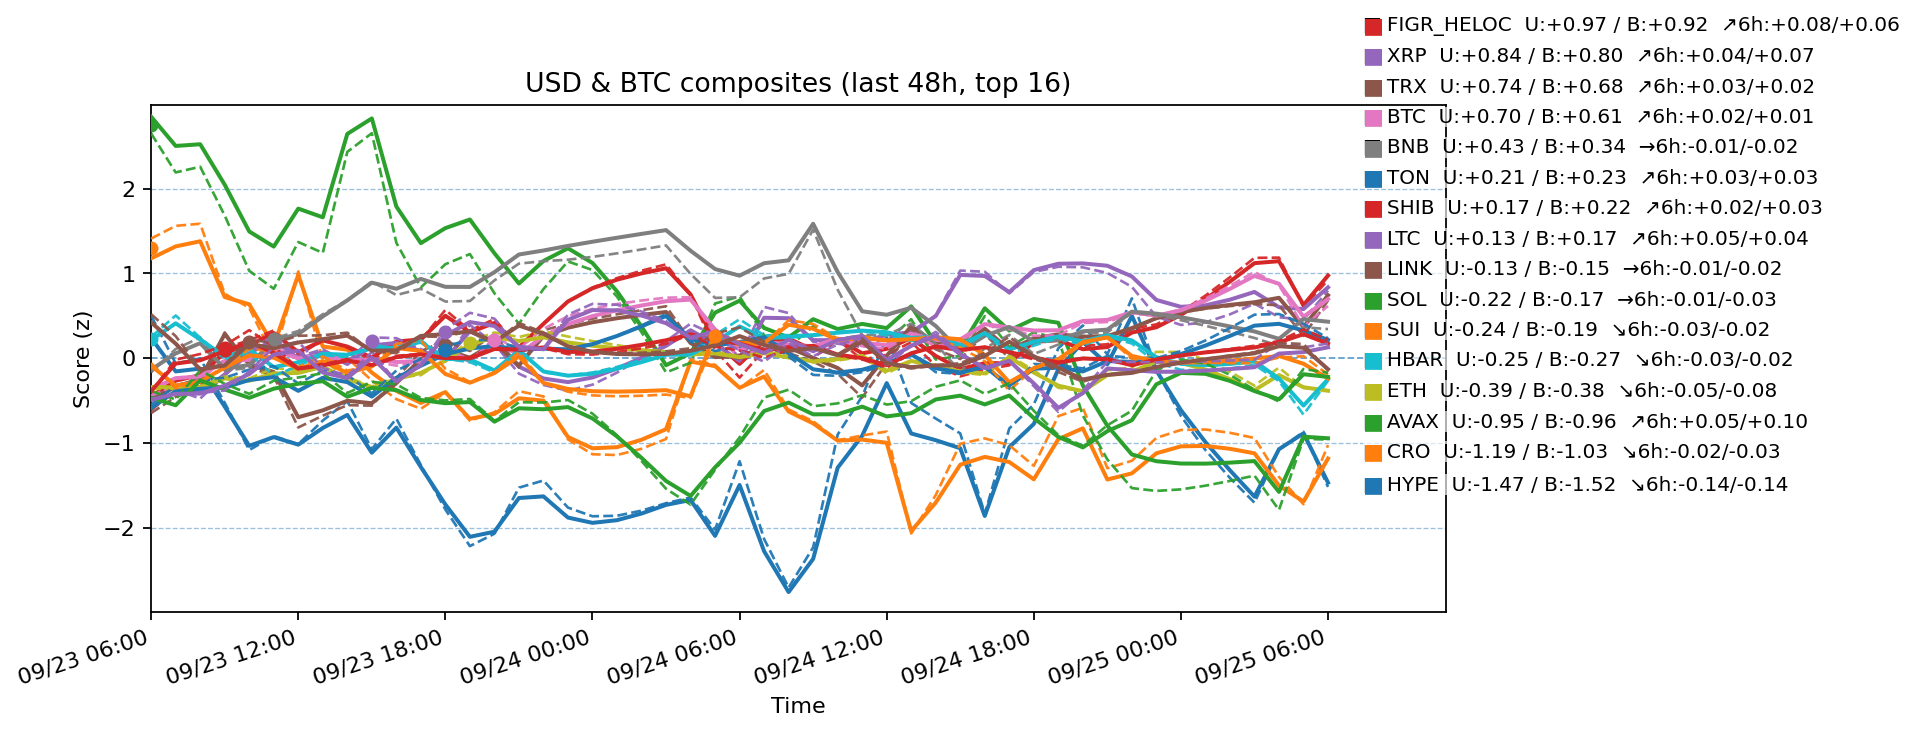 FIGR_HELOC U:+0.97 / B:+0.92 ↗6h:+0.08/+0.06
XRP U:+0.84 / B:+0.80 ↗6h:+0.04/+0.07
USD & BTC composites (last 48h, top 16)
TRX U:+0.74 / B:+0.68 ↗6h:+0.03/+0.02
BTC U:+0.70 / B:+0.61 ↗6h:+0.02/+0.01
BNB U:+0.43 / B:+0.34 →6h:-0.01/-0.02
TON U:+0.21 / B:+0.23 ↗6h:+0.03/+0.03
SHIB U:+0.17 / B:+0.22 ↗6h:+0.02/+0.03
LTC U:+0.13 / B:+0.17 ↗6h:+0.05/+0.04
LINK U:-0.13 / B:-0.15 →6h:-0.01/-0.02
SOL U:-0.22 / B:-0.17 →6h:-0.01/-0.03
SUI U:-0.24 / B:-0.19 ↘6h:-0.03/-0.02
HBAR U:-0.25 / B:-0.27 ↘6h:-0.03/-0.02
ETH U:-0.39 / B:-0.38 ↘6h:-0.05/-0.08
AVAX U:-0.95 / B:-0.96 ↗6h:+0.05/+0.10
CRO U:-1.19 / B:-1.03 ↘6h:-0.02/-0.03
HYPE U:-1.47 / B:-1.52 ↘6h:-0.14/-0.14
Score (z)
2
1
0
−1
−2
09/23 06:00
09/23 12:00
09/23 18:00
09/24 00:00
09/24 06:00
09/24 12:00
09/24 18:00
09/25 00:00
09/25 06:00
Time